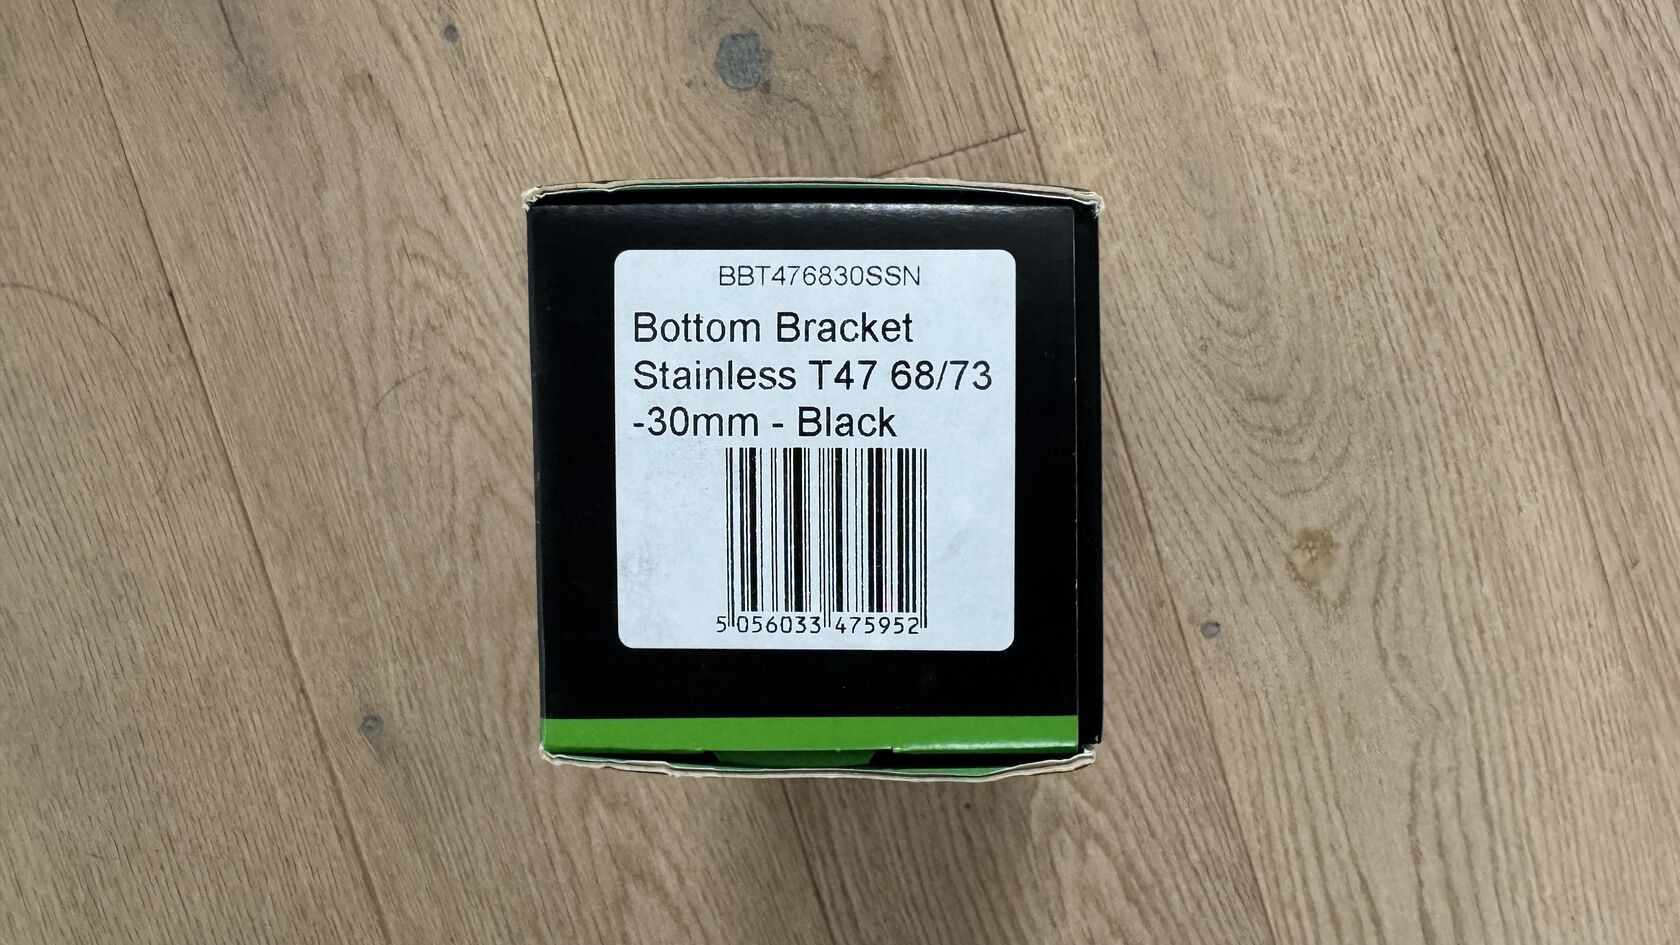 BBT476830SSN
Bottom Bracket
Stainless T47 68/73
-30mm - Black
5 056033 475952